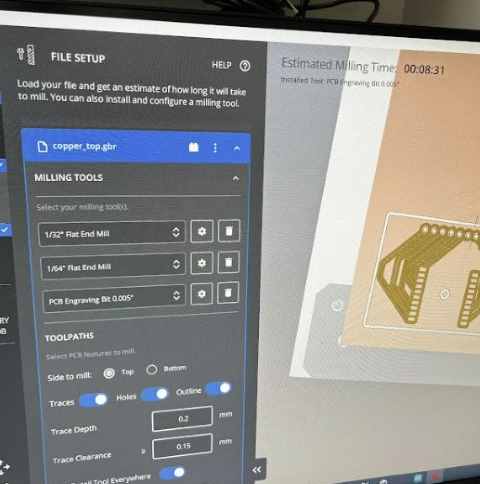 FILE SETUP
HELP
Load your file and get an estimate of how long it will take
to mill. You can also install and configure a milling tool.
copper_top.gbr
MILLING TOOLS
Select your milling tool(s).
1/32" Flat End Mill
1/64" Flat End Mill
PCB Engraving Bit 0.005"
TOOLPATHS
Select PCB features to mill.
Side to mill: Top Bottom
Traces Holes Outline
Trace Depth 0.2 mm
Trace Clearance ≥ 0.15 mm
Tool Everywhere
Estimated Milling Time: 00:08:31
Installed Tool: PCB Engraving Bit 0.005"